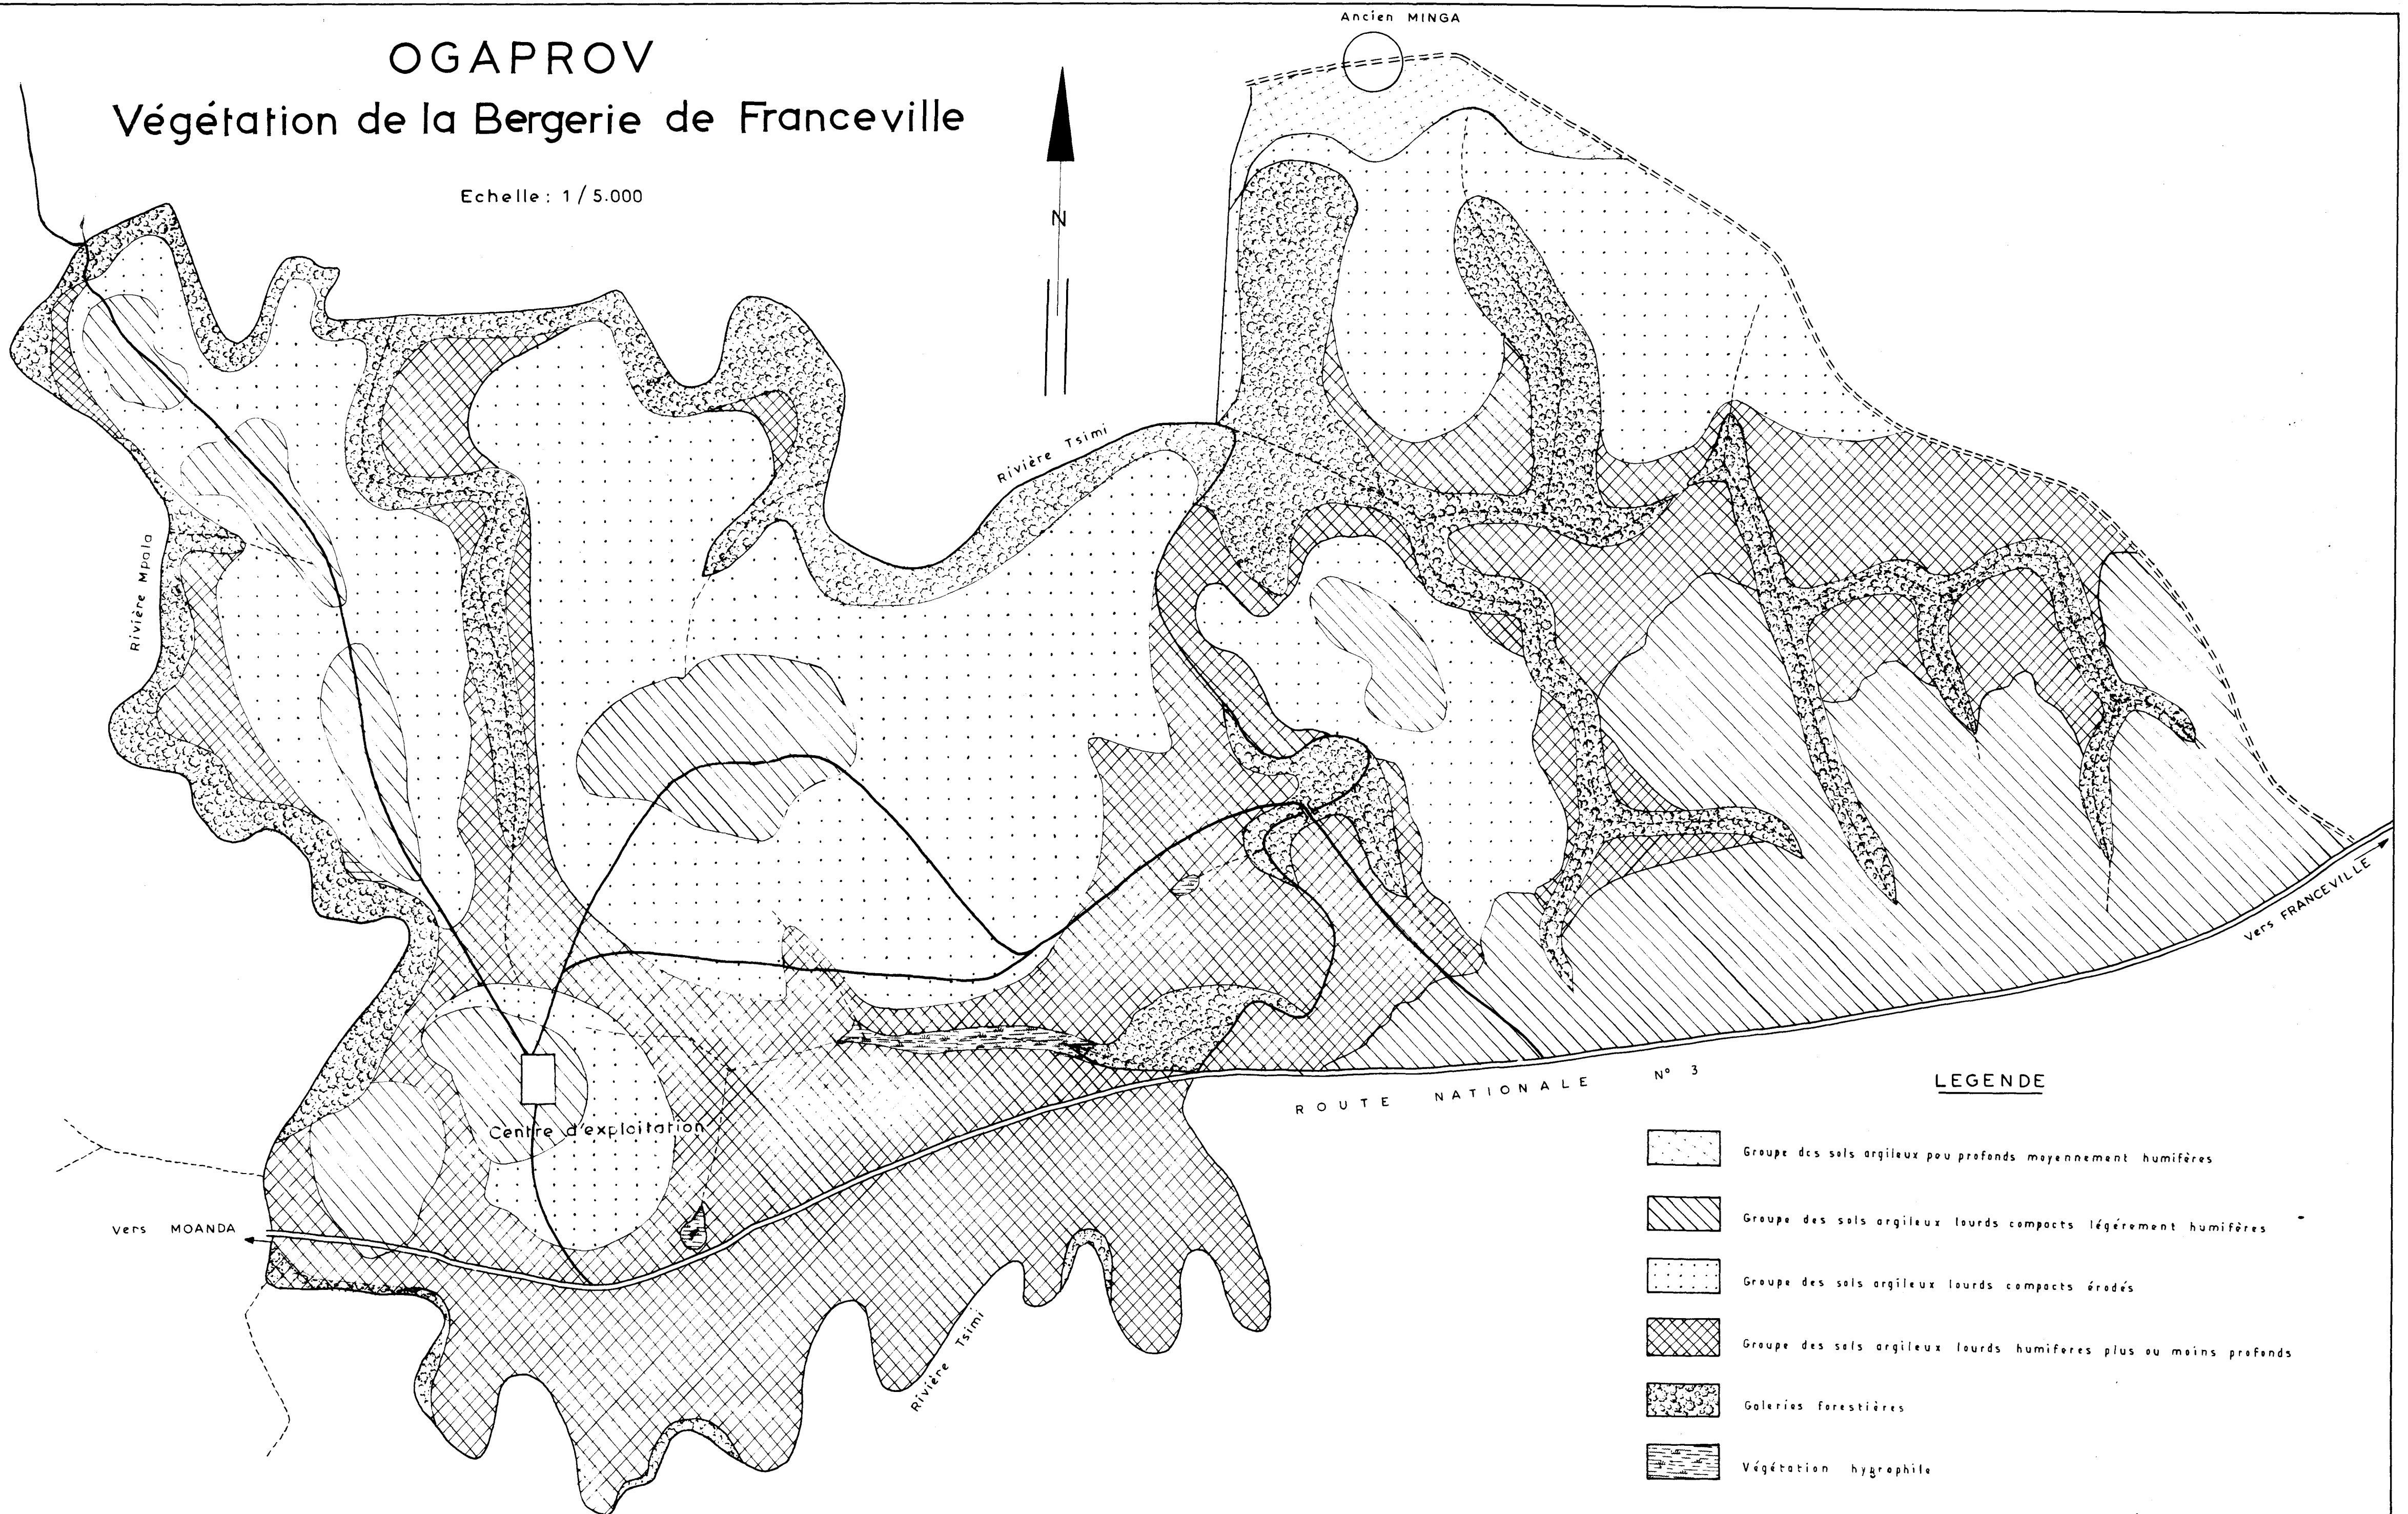 Ancien MINGA
OGAPROV
Végétation de la Bergerie de Franceville
Echelle: 1/5.000
N
Rivière Tsimi
Rivière Mpala
Vers FRANCEVILLE
ROUTE NATIONALE N° 3
Centre d'exploitation
Vers MOANDA
Rivière Tsimi
LEGENDE
Groupe des sols argileux peu profonds moyennement humifères
Groupe des sols argileux lourds compacts légérement humifères
Groupe des sols argileux lourds compacts érodés
Groupe des sols argileux lourds humiferes plus ou moins profonds
Galeries forestières
Végétation hygrophile